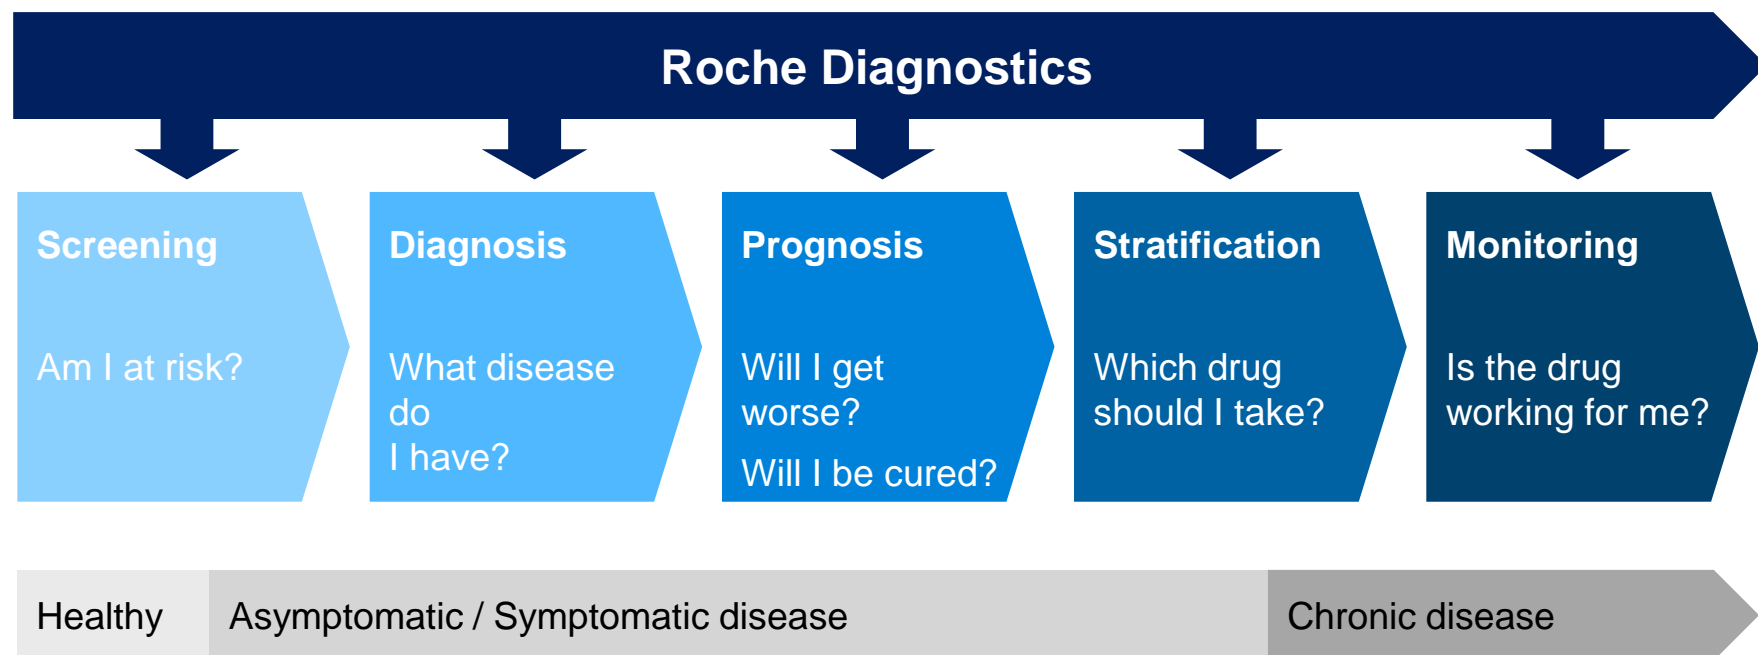 Roche Diagnostics
Screening
Am I at risk?
Diagnosis
What disease
do
I have?
Prognosis
Will I get
worse?
Will I be cured?
Stratification
Which drug
should I take?
Monitoring
Is the drug
working for me?
Healthy
Asymptomatic / Symptomatic disease
Chronic disease